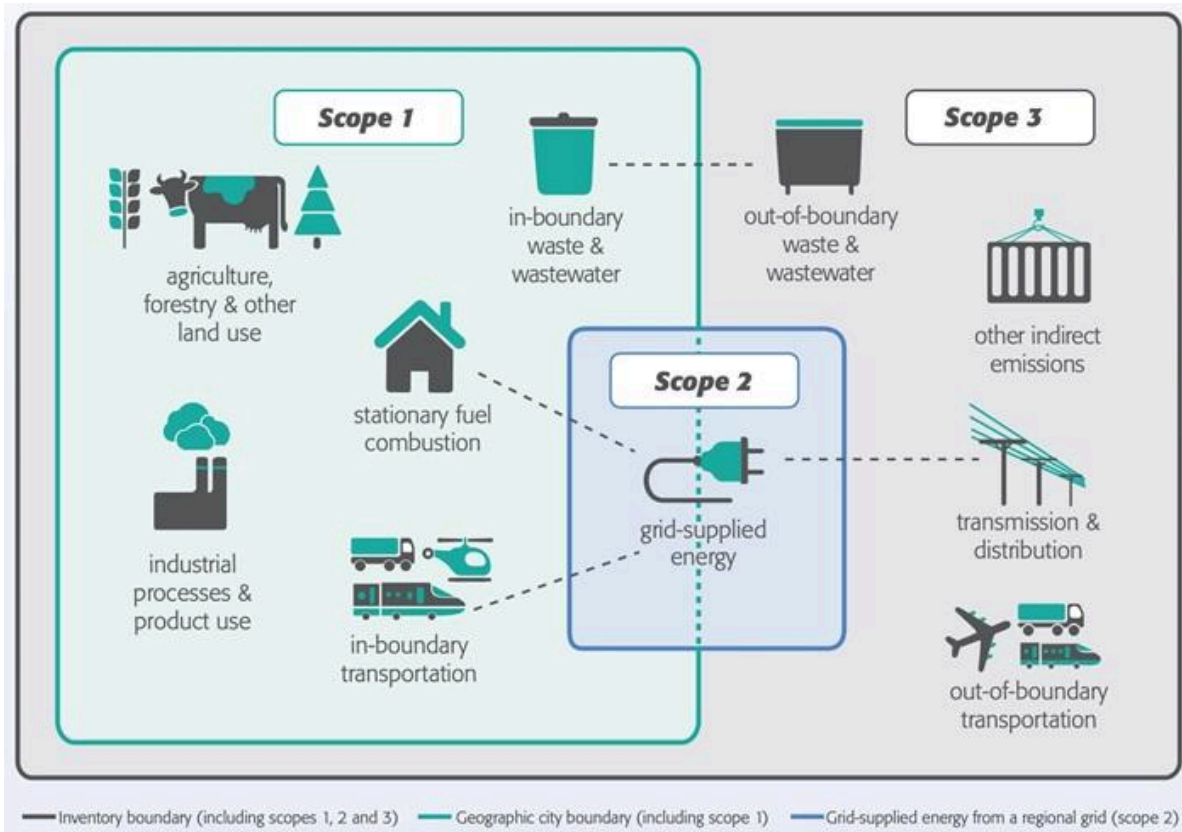 Scope 1
Scope 3
in-boundary
waste &
wastewater
out-of-boundary
waste &
wastewater
agriculture,
forestry & other
land use
other indirect
emissions
Scope 2
stationary fuel
combustion
grid-supplied
energy
transmission &
distribution
industrial
processes &
product use
in-boundary
transportation
out-of-boundary
transportation
Inventory boundary (including scopes 1, 2 and 3) Geographic city boundary (including scope 1) Grid-supplied energy from a regional grid (scope 2)